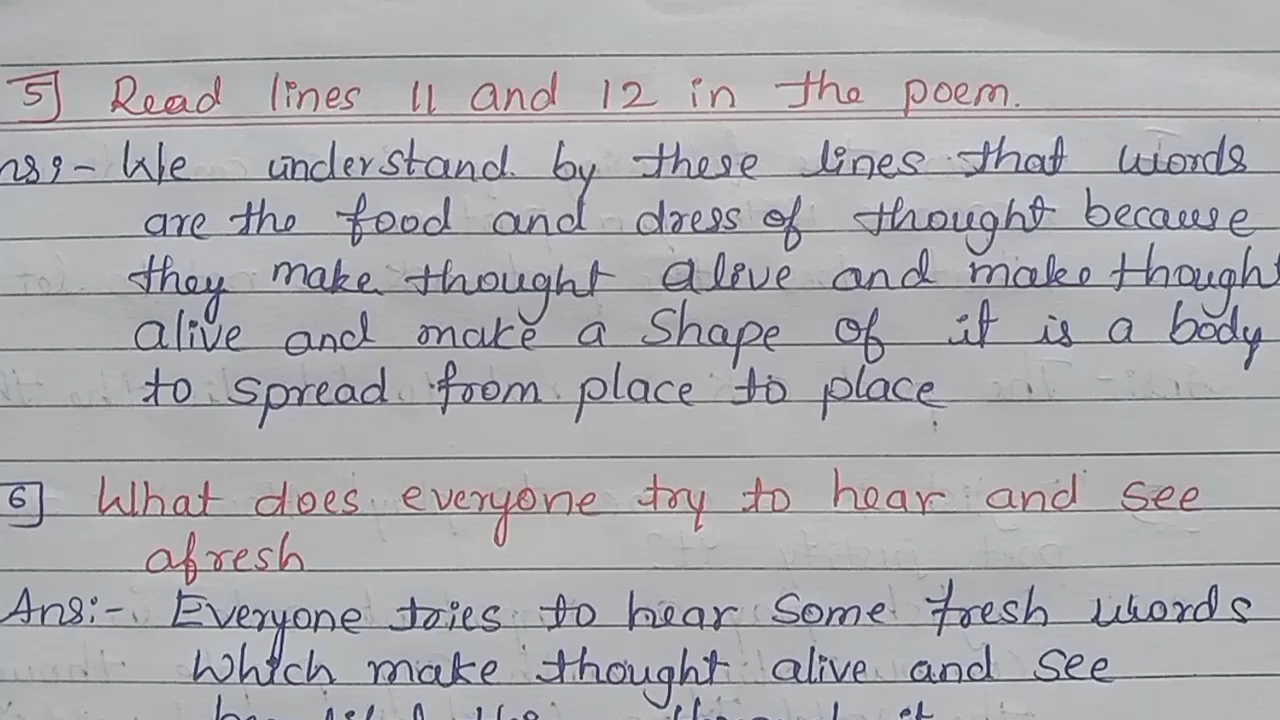 5] Read lines 11 and 12 in the poem.
ns:- We understand by these lines that words
are the food and dress of thought because
they make thought alive and make though
alive and make a shape of it is a body
to spread from place to place
6] What does everyone try to hear and see
afresh
Ans:- Everyone tries to hear some fresh words
which make thought alive and see